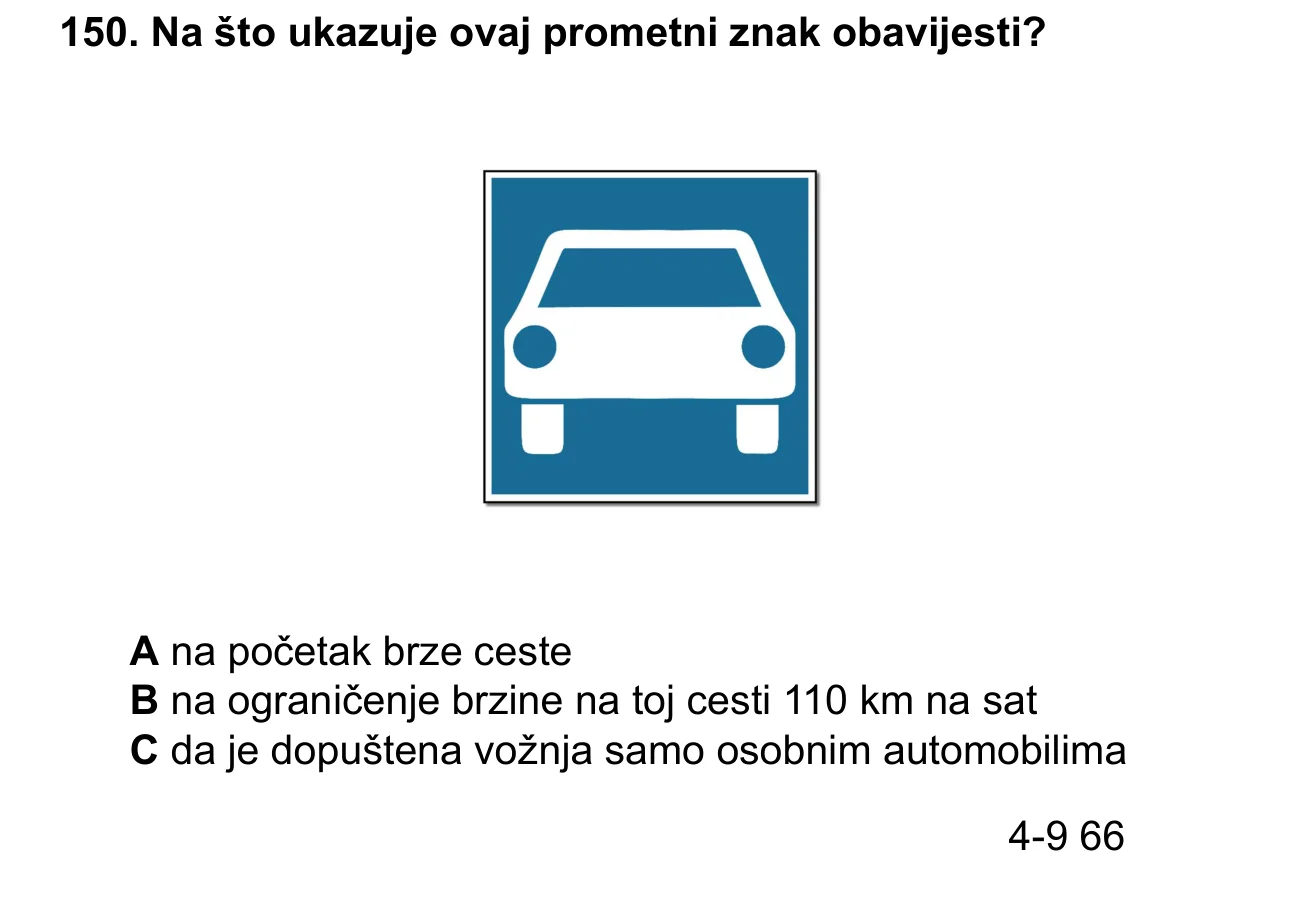 150. Na što ukazuje ovaj prometni znak obavijesti?
A na početak brze ceste
B na ograničenje brzine na toj cesti 110 km na sat
C da je dopuštena vožnja samo osobnim automobilima
4-9 66